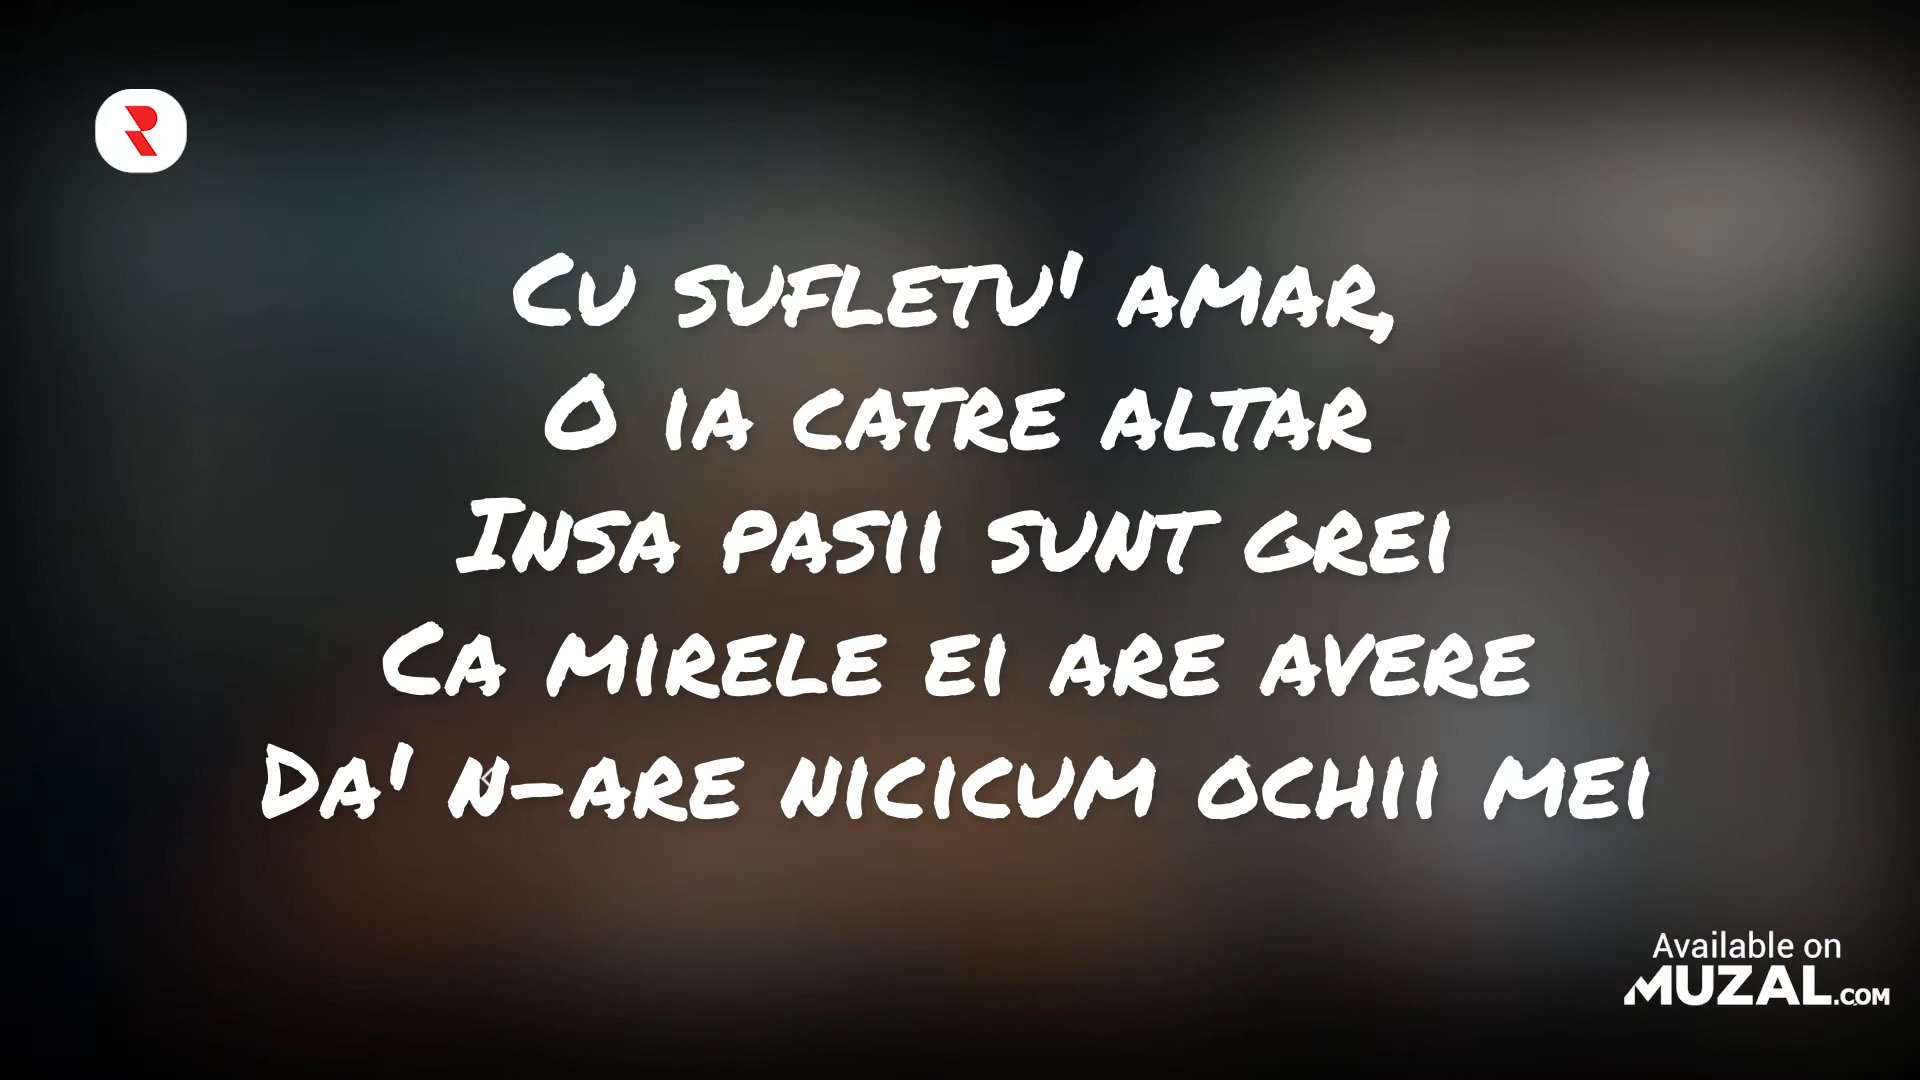 Cu sufletu' amar,
O ia catre altar
Insa pasii sunt grei
Ca mirele ei are avere
Da' n-are nicicum ochii mei
Available on
MUZAL.COM